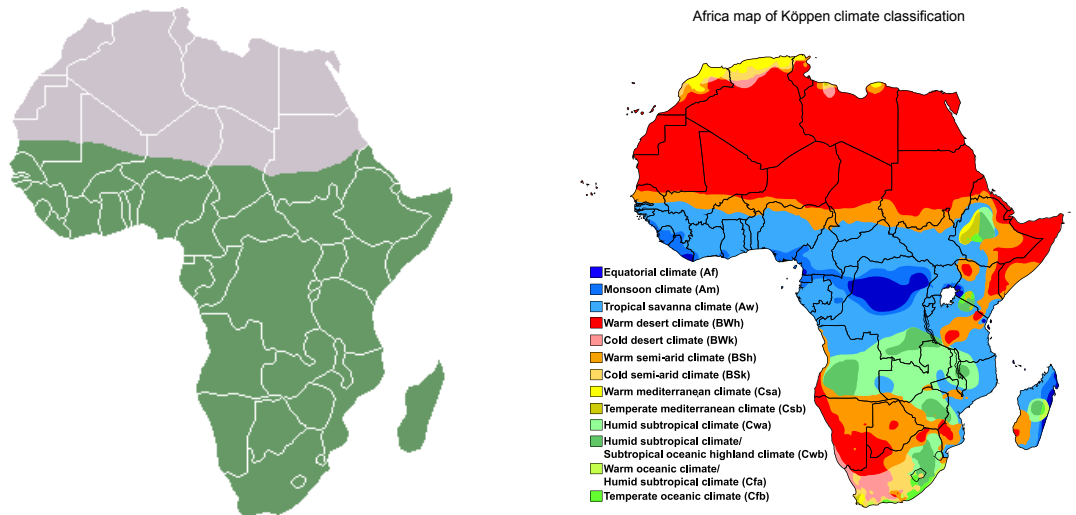 Africa map of Köppen climate classification
Equatorial climate (Af)
Monsoon climate (Am)
Tropical savanna climate (Aw)
Warm desert climate (BWh)
Cold desert climate (BWk)
Warm semi-arid climate (BSh)
Cold semi-arid climate (BSk)
Warm mediterranean climate (Csa)
Temperate mediterranean climate (Csb)
Humid subtropical climate (Cwa)
Humid subtropical climate/
Subtropical oceanic highland climate (Cwb)
Warm oceanic climate/
Humid subtropical climate (Cfa)
Temperate oceanic climate (Cfb)